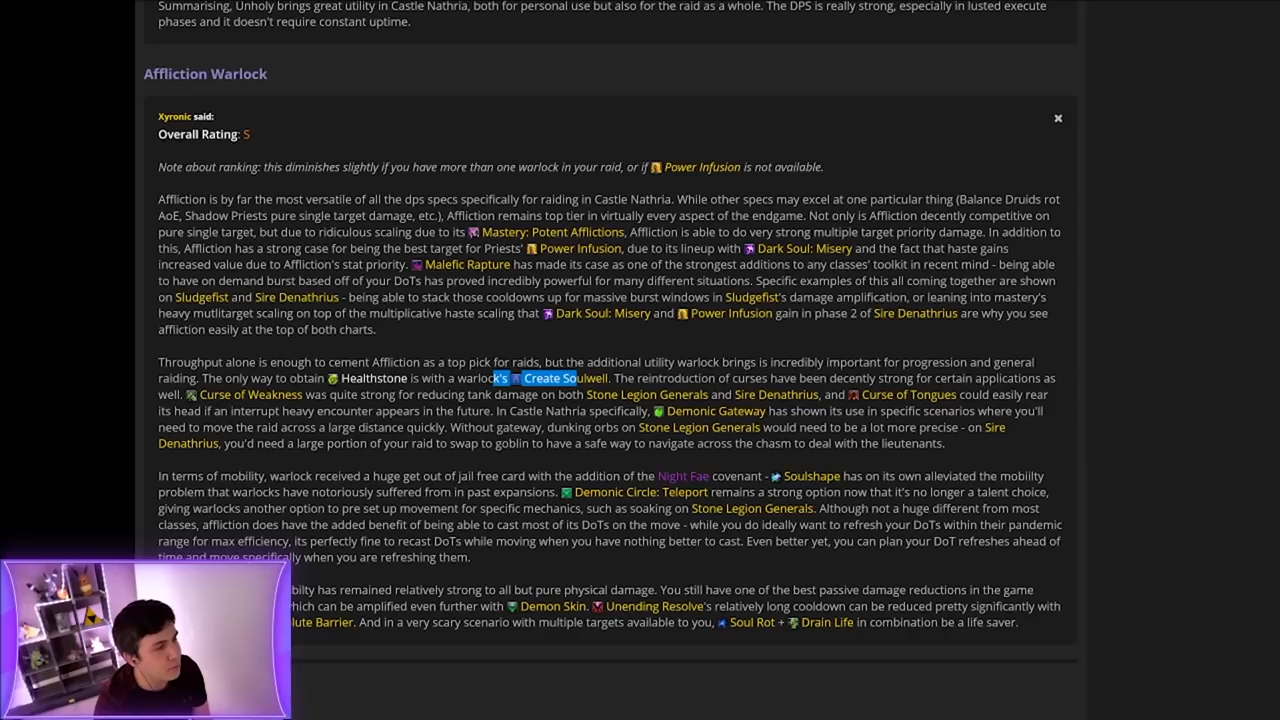 Summarising, Unholy brings great utility in Castle Nathria, both for personal use but also for the raid as a whole. The DPS is really strong, especially in lusted execute
phases and it doesn't require constant uptime.
Affliction Warlock
Xyronic said:
Overall Rating: S
Note about ranking: this diminishes slightly if you have more than one warlock in your raid, or if Power Infusion is not available.
Affliction is by far the most versatile of all the dps specs specifically for raiding in Castle Nathria. While other specs may excel at one particular thing (Balance Druids rot
AoE, Shadow Priests pure single target damage, etc.), Affliction remains top tier in virtually every aspect of the endgame. Not only is Affliction decently competitive on
pure single target, but due to ridiculous scaling due to its Mastery: Potent Afflictions, Affliction is able to do very strong multiple target priority damage. In addition to
this, Affliction has a strong case for being the best target for Priests' Power Infusion, due to its lineup with Dark Soul: Misery and the fact that haste gains
increased value due to Affliction's stat priority. Malefic Rapture has made its case as one of the strongest additions to any classes' toolkit in recent mind - being able
to have on demand burst based off of your DoTs has proved incredibly powerful for many different situations. Specific examples of this all coming together are shown
on Sludgefist and Sire Denathrius - being able to stack those cooldowns up for massive burst windows in Sludgefist's damage amplification, or leaning into mastery's
heavy mutlitarget scaling on top of the multiplicative haste scaling that Dark Soul: Misery and Power Infusion gain in phase 2 of Sire Denathrius are why you see
affliction easily at the top of both charts.
Throughput alone is enough to cement Affliction as a top pick for raids, but the additional utility warlock brings is incredibly important for progression and general
raiding. The only way to obtain Healthstone is with a warlock's Create Soulwell. The reintroduction of curses have been decently strong for certain applications as
well. Curse of Weakness was quite strong for reducing tank damage on both Stone Legion Generals and Sire Denathrius, and Curse of Tongues could easily rear
its head if an interrupt heavy encounter appears in the future. In Castle Nathria specifically, Demonic Gateway has shown its use in specific scenarios where you'll
need to move the raid across a large distance quickly. Without gateway, dunking orbs on Stone Legion Generals would need to be a lot more precise - on Sire
Denathrius, you'd need a large portion of your raid to swap to goblin to have a safe way to navigate across the chasm to deal with the lieutenants.
In terms of mobility, warlock received a huge get out of jail free card with the addition of the Night Fae covenant - Soulshape has on its own alleviated the mobiilty
problem that warlocks have notoriously suffered from in past expansions. Demonic Circle: Teleport remains a strong option now that it's no longer a talent choice,
giving warlocks another option to pre set up movement for specific mechanics, such as soaking on Stone Legion Generals. Although not a huge different from most
classes, affliction does have the added benefit of being able to cast most of its DoTs on the move - while you do ideally want to refresh your DoTs within their pandemic
range for max efficiency, its perfectly fine to recast DoTs while moving when you have nothing better to cast. Even better yet, you can plan your DoT refreshes ahead of
time and move specifically when you are refreshing them.
bilty has remained relatively strong to all but pure physical damage. You still have one of the best passive damage reductions in the game
which can be amplified even further with Demon Skin. Unending Resolve's relatively long cooldown can be reduced pretty significantly with
lute Barrier. And in a very scary scenario with multiple targets available to you, Soul Rot + Drain Life in combination be a life saver.